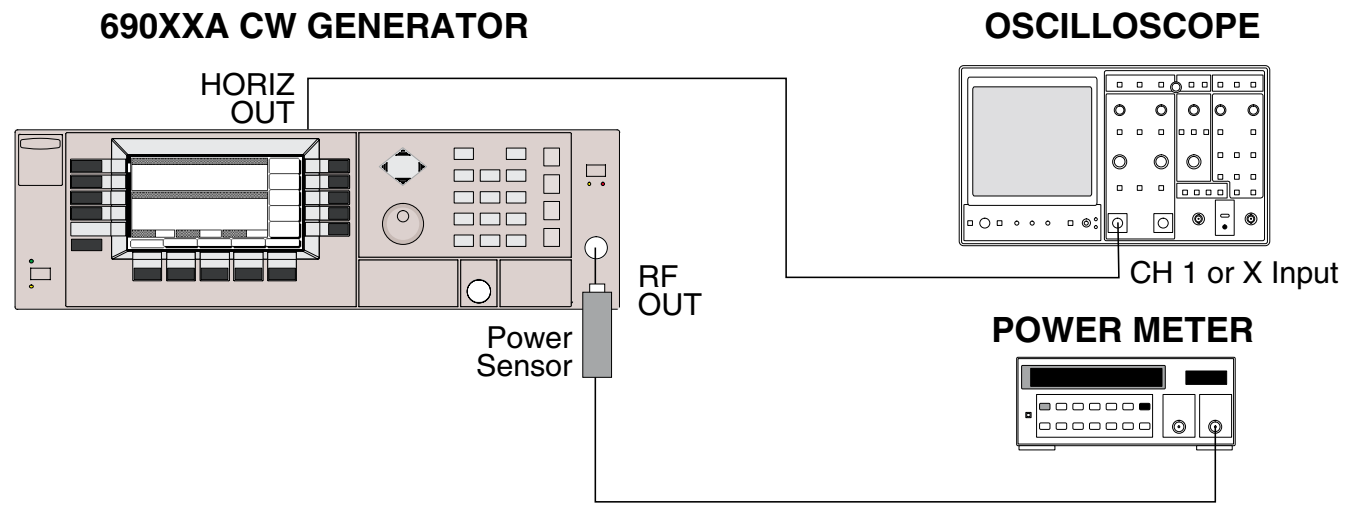 690XXA CW GENERATOR
OSCILLOSCOPE
HORIZ
OUT
RF
OUT
CH 1 or X Input
Power
Sensor
POWER METER